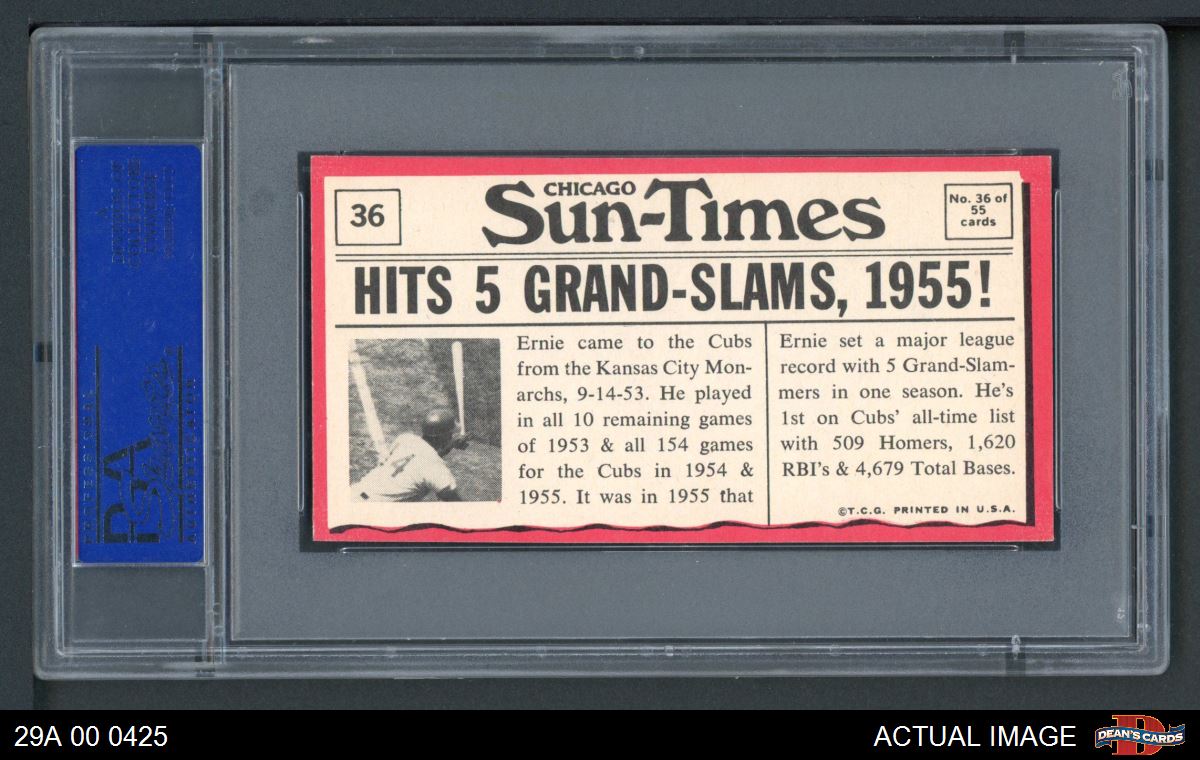 36
CHICAGO
Sun-Times
No. 36 of
55
cards
HITS 5 GRAND-SLAMS, 1955!
Ernie came to the Cubs
from the Kansas City Mon-
archs, 9-14-53. He played
in all 10 remaining games
of 1953 & all 154 games
for the Cubs in 1954 &
1955. It was in 1955 that
Ernie set a major league
record with 5 Grand-Slam-
mers in one season. He's
1st on Cubs' all-time list
with 509 Homers, 1,620
RBI's & 4,679 Total Bases.
©T.C.G. PRINTED IN U.S.A.
PSA
29A 00 0425
ACTUAL IMAGE
DEAN'S CARDS